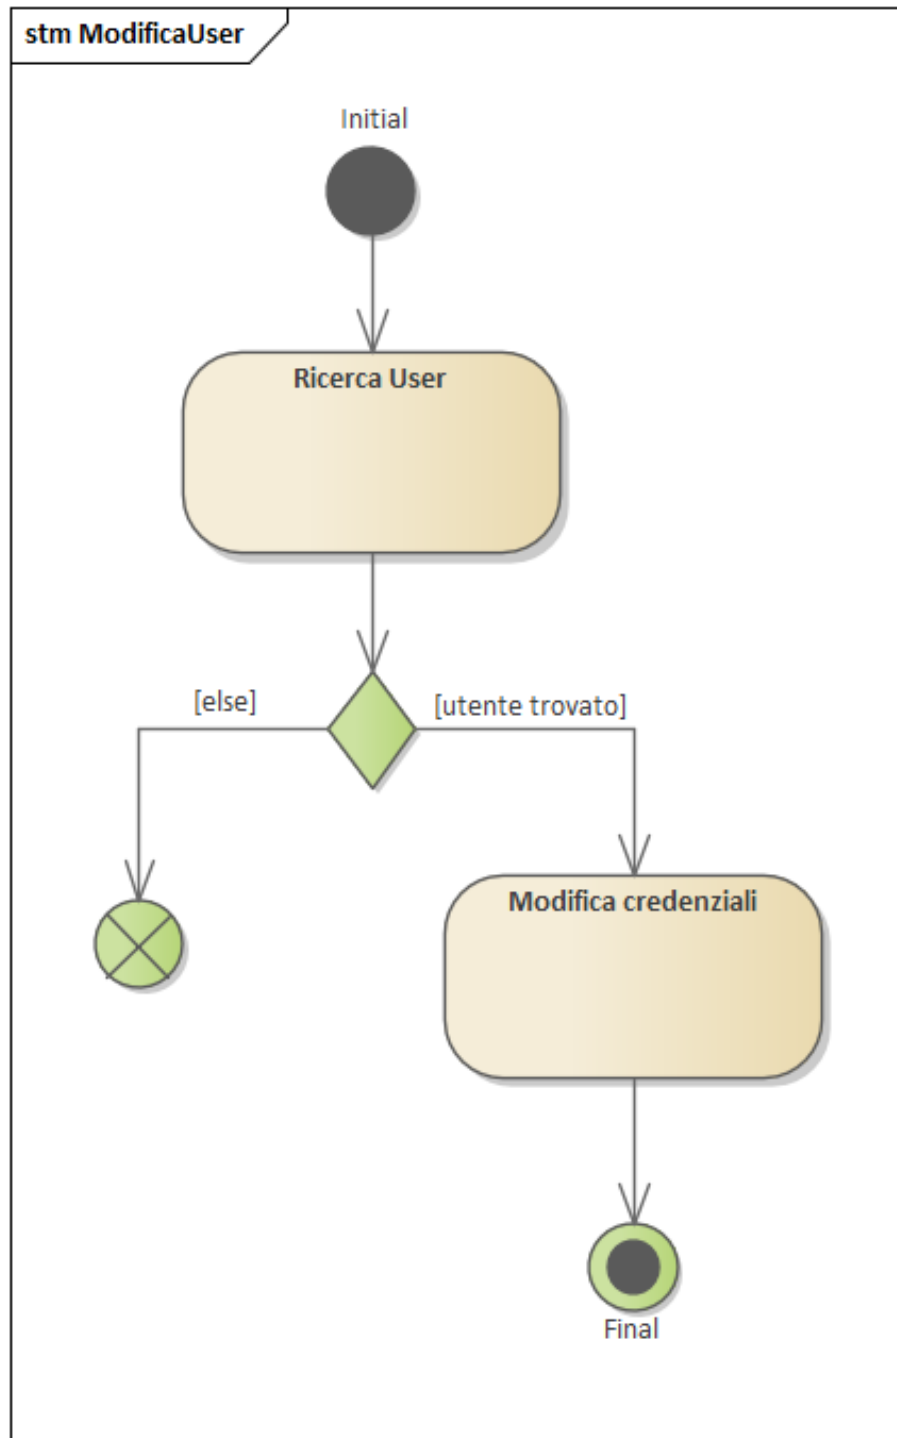 stm ModificaUser
Initial
Ricerca User
[else]
[utente trovato]
Modifica credenziali
Final